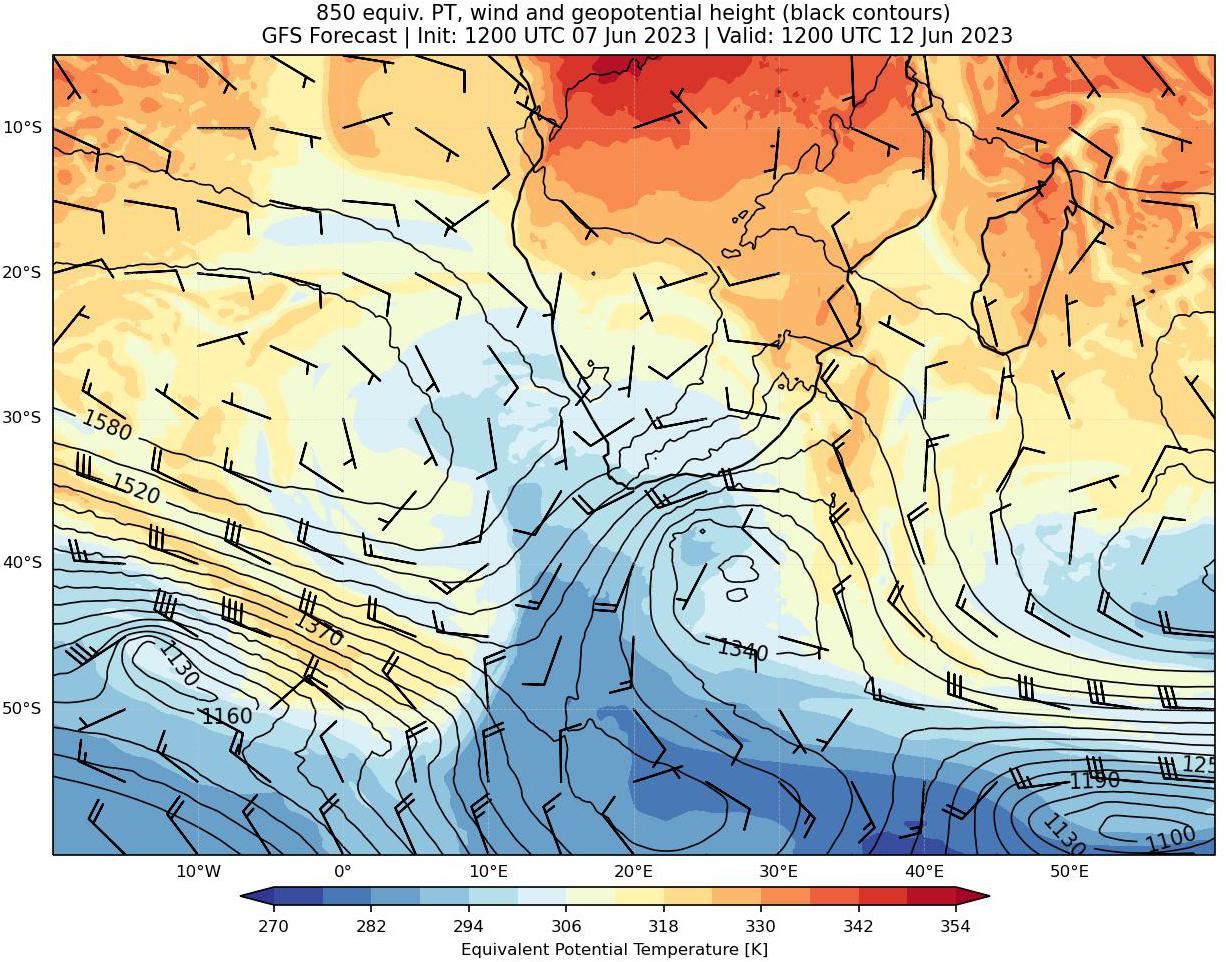 850 equiv. PT, wind and geopotential height (black contours)
GFS Forecast | Init: 1200 UTC 07 Jun 2023 | Valid: 1200 UTC 12 Jun 2023
10°S
20°S
30°S
40°S
50°S
1580
1520
1370
1130
1160
1340
125
1190
1130
1100
10°W 0° 10°E 20°E 30°E 40°E 50°E
270 282 294 306 318 330 342 354
Equivalent Potential Temperature [K]